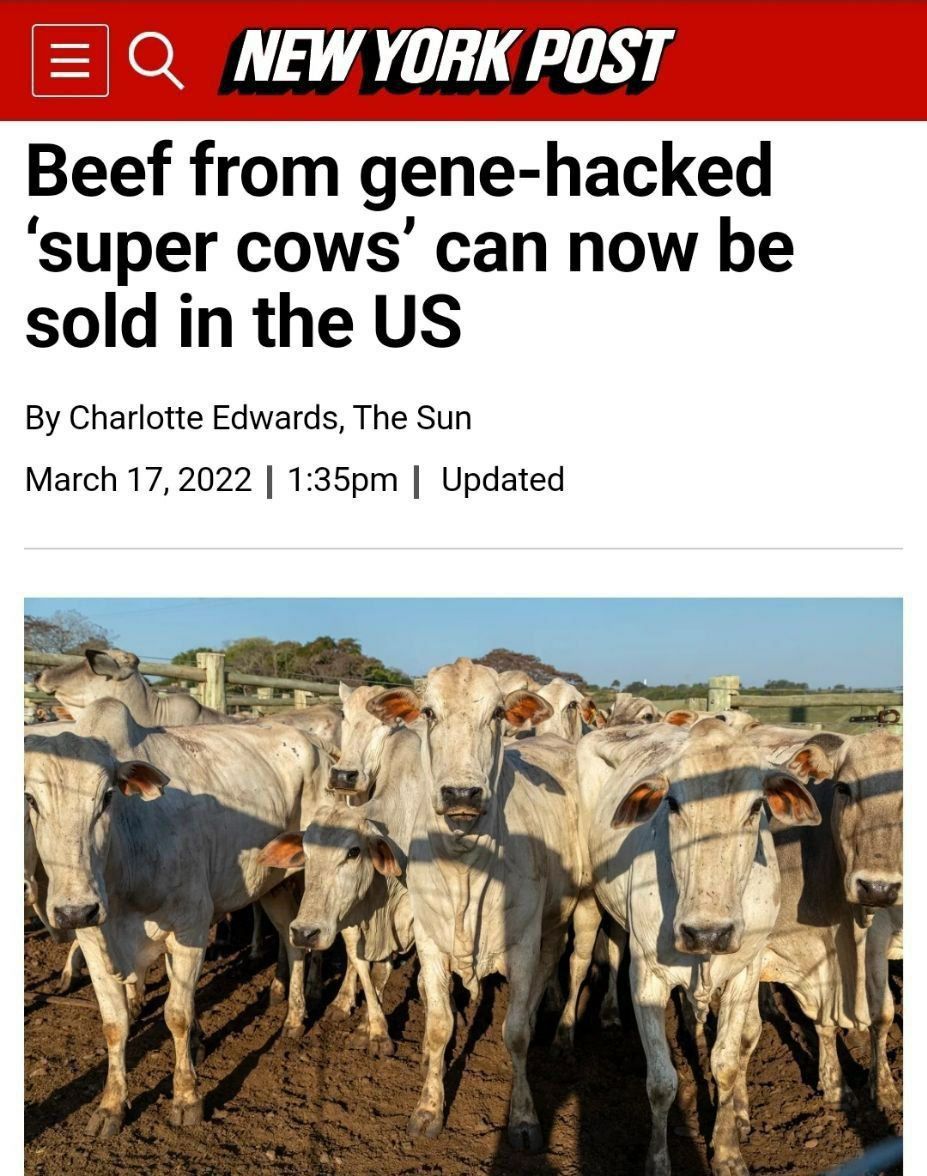 NEW YORK POST
Beef from gene-hacked
‘super cows’ can now be
sold in the US
By Charlotte Edwards, The Sun
March 17, 2022 | 1:35pm | Updated